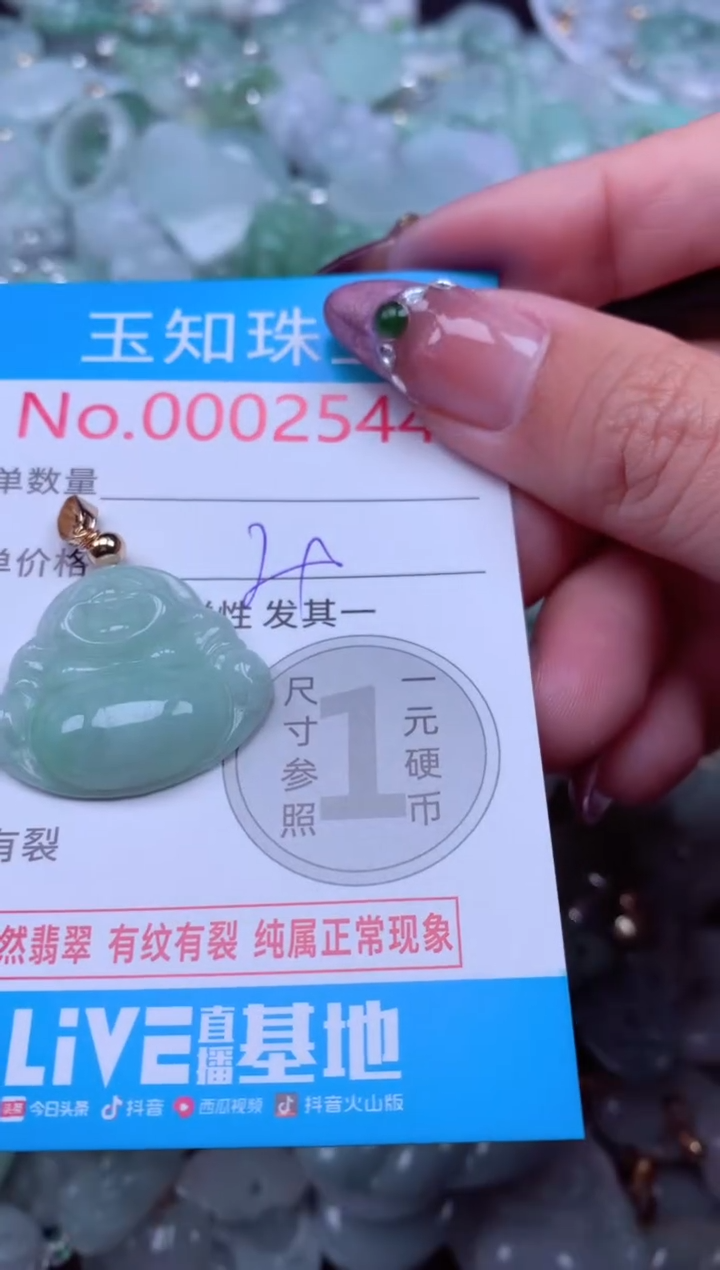 玉知珠
No.0002544
单数量
单价格
性 发其一
尺寸参照
1
一元硬币
有裂
然翡翠 有纹有裂 纯属正常现象
LiVE直播基地
头条 今日头条 抖音 西瓜视频 抖音火山版